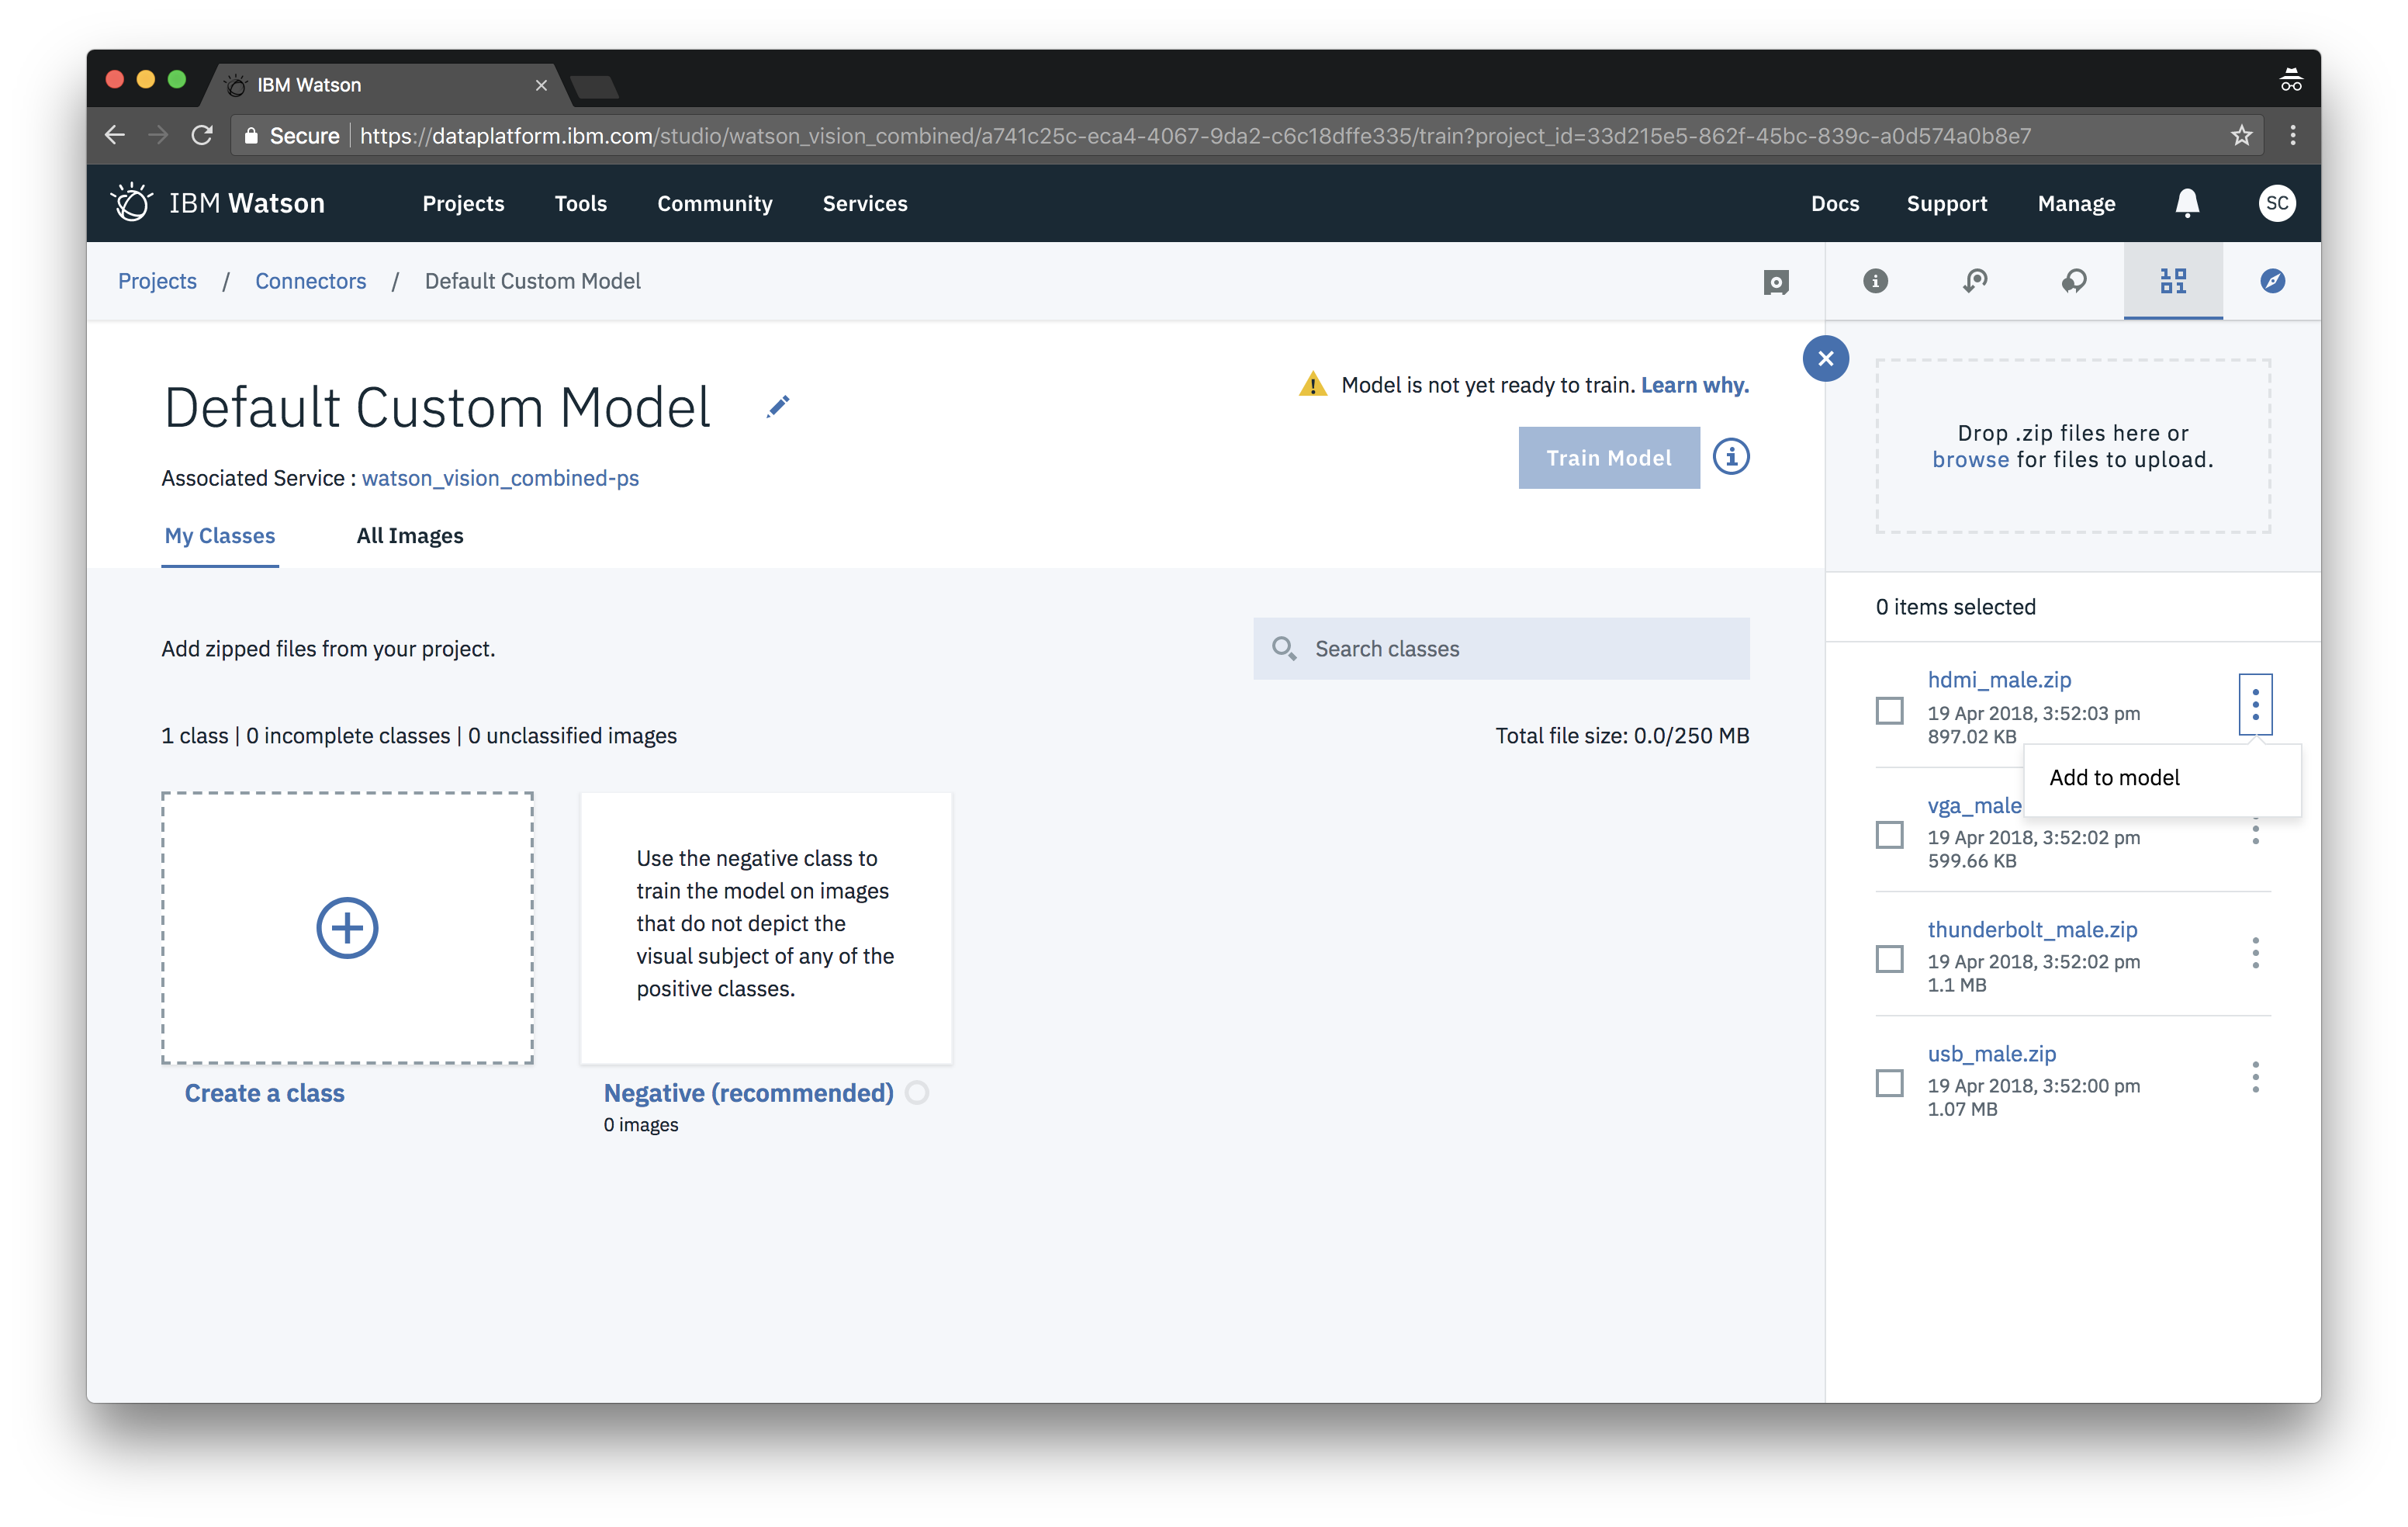 IBM Watson
Secure https://dataplatform.ibm.com/studio/watson_vision_combined/a741c25c-eca4-4067-9da2-c6c18dffe335/train?project_id=33d215e5-862f-45bc-839c-a0d574a0b8e7
IBM Watson Projects Tools Community Services Docs Support Manage SC
Projects / Connectors / Default Custom Model
Model is not yet ready to train. Learn why.
Default Custom Model
Train Model
Associated Service : watson_vision_combined-ps
My Classes All Images
Add zipped files from your project.
Search classes
1 class | 0 incomplete classes | 0 unclassified images
Total file size: 0.0/250 MB
Use the negative class to
train the model on images
that do not depict the
visual subject of any of the
positive classes.
Create a class
Negative (recommended)
0 images
Drop .zip files here or
browse for files to upload.
0 items selected
hdmi_male.zip
19 Apr 2018, 3:52:03 pm
897.02 KB
Add to model
vga_male
19 Apr 2018, 3:52:02 pm
599.66 KB
thunderbolt_male.zip
19 Apr 2018, 3:52:02 pm
1.1 MB
usb_male.zip
19 Apr 2018, 3:52:00 pm
1.07 MB